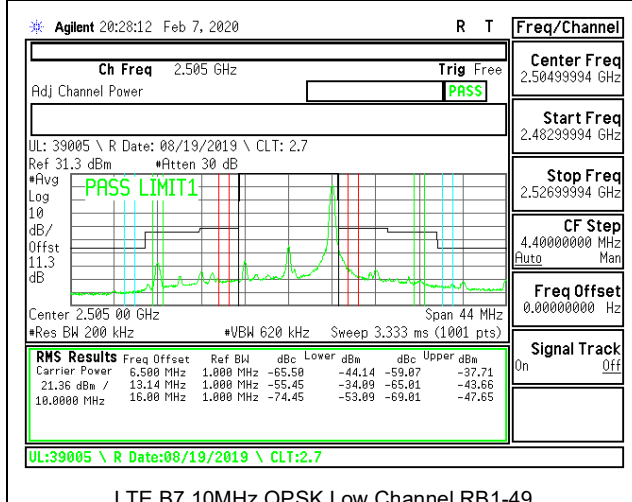 Agilent 20:28:12 Feb 7, 2020 R T
Freq/Channel
Ch Freq 2.505 GHz Trig Free
Adj Channel Power PASS
Center Freq
2.50499994 GHz
Start Freq
2.48299994 GHz
UL: 39005 \ R Date: 08/19/2019 \ CLT: 2.7
Ref 31.3 dBm #Atten 30 dB
#Avg
Log
10
dB/
Offst
11.3
dB
PASS LIMIT1
Stop Freq
2.52699994 GHz
CF Step
4.40000000 MHz
Auto Man
Freq Offset
0.00000000 Hz
Center 2.505 00 GHz Span 44 MHz
#Res BW 200 kHz #VBW 620 kHz Sweep 3.333 ms (1001 pts)
Signal Track
On Off
RMS Results Freq Offset Ref BW dBc Lower dBm dBc Upper dBm
Carrier Power 6.500 MHz 1.000 MHz -65.50 -44.14 -59.07 -37.71
21.36 dBm / 13.14 MHz 1.000 MHz -55.45 -34.09 -65.01 -43.66
10.0000 MHz 16.00 MHz 1.000 MHz -74.45 -53.09 -69.01 -47.65
UL:39005 \ R Date:08/19/2019 \ CLT:2.7
LTE B7 10MHz QPSK Low Channel RB1-49